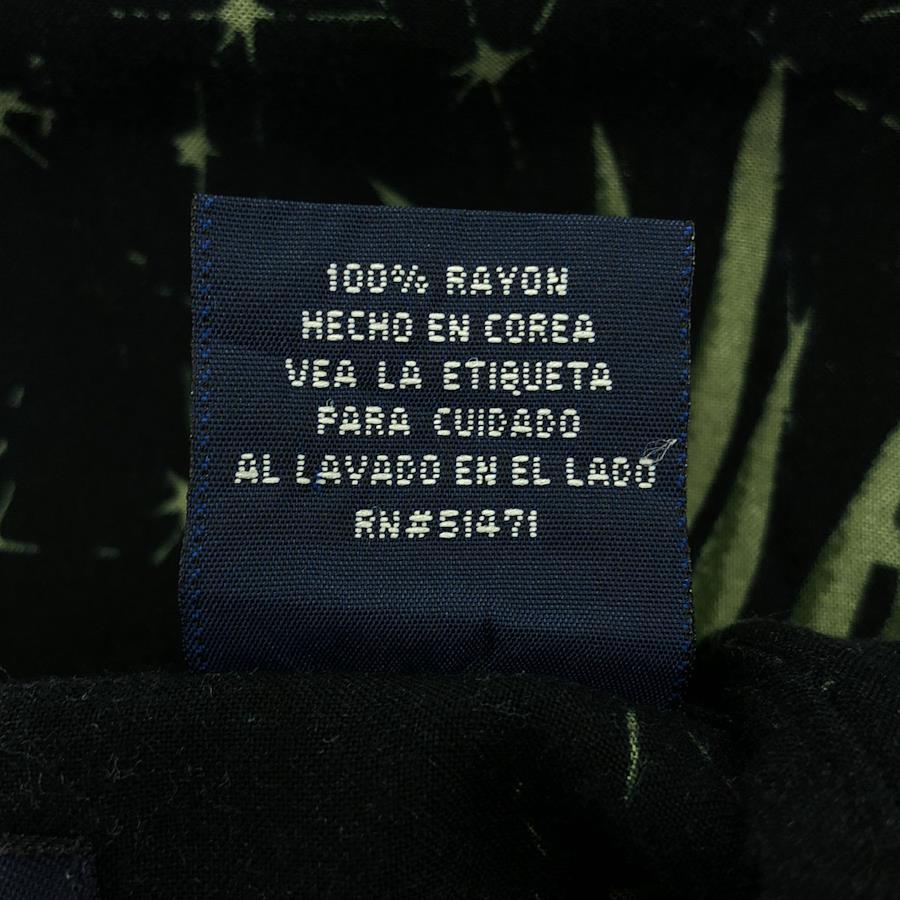 100% RAYON
HECHO EN COREA
VEA LA ETIQUETA
PARA CUIDADO
AL LAVADO EN EL LADO
RN#51471